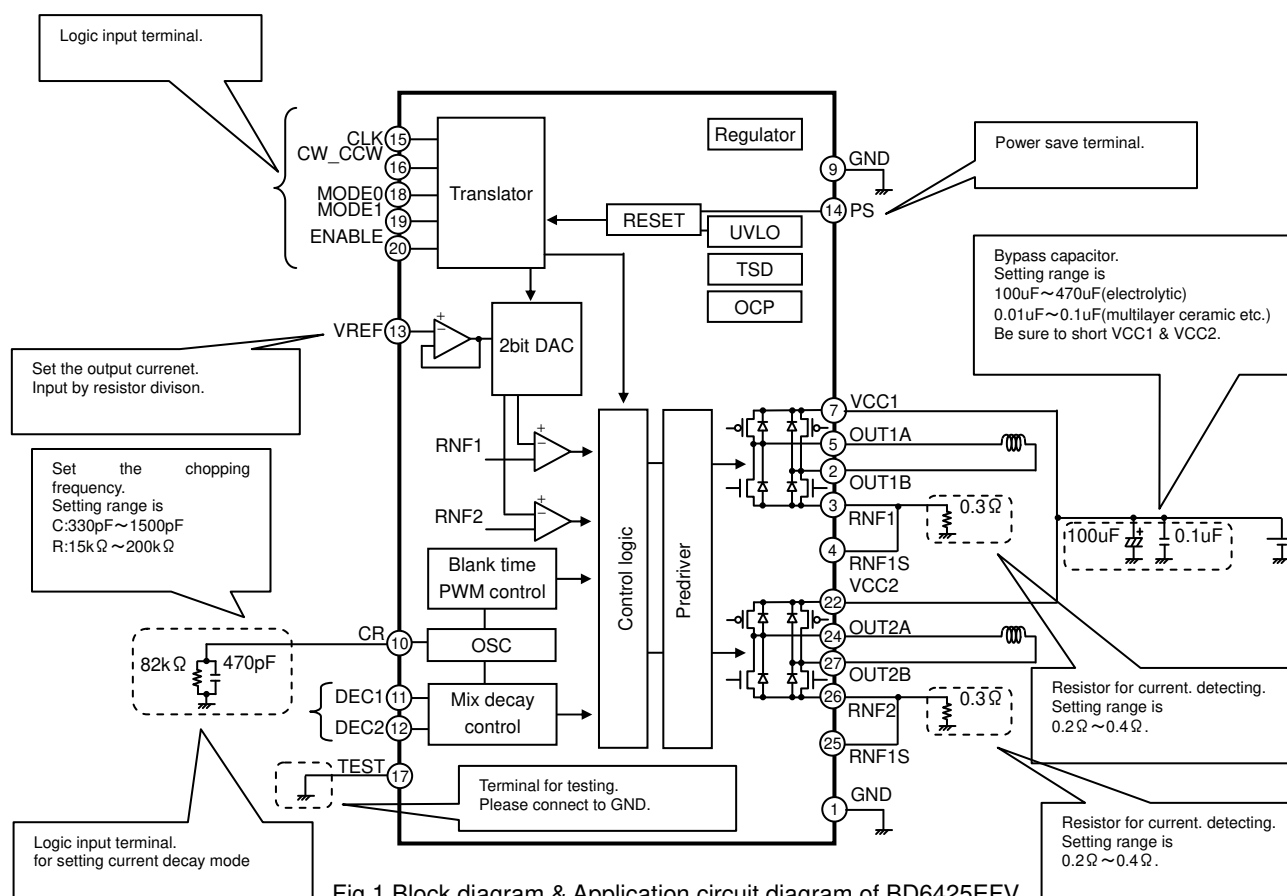 Logic input terminal.
CLK
15
CW_CCW
16
MODE0
18
MODE1
19
ENABLE
20
Translator
Regulator
9
GND
14
PS
Power save terminal.
RESET
UVLO
TSD
OCP
VREF
13
+
−
2bit DAC
Set the output currenet.
Input by resistor divison.
Bypass capacitor.
Setting range is
100uF～470uF(electrolytic)
0.01uF～0.1uF(multilayer ceramic etc.)
Be sure to short VCC1 & VCC2.
Set the chopping
frequency.
Setting range is
C:330pF～1500pF
R:15kΩ～200kΩ
RNF1
+
−
RNF2
+
−
Blank time
PWM control
OSC
Mix decay
control
Control logic
Predriver
7
VCC1
5
OUT1A
2
OUT1B
3
RNF1
0.3Ω
4
RNF1S
100uF
+
0.1uF
VCC2
22
24
OUT2A
27
OUT2B
26
RNF2
0.3Ω
25
RNF1S
1
GND
CR
10
82kΩ
470pF
DEC1
11
DEC2
12
TEST
17
Terminal for testing.
Please connect to GND.
Logic input terminal.
for setting current decay mode
Resistor for current. detecting.
Setting range is
0.2Ω～0.4Ω.
Resistor for current. detecting.
Setting range is
0.2Ω～0.4Ω.
Fig.1 Block diagram & Application circuit diagram of BD6425EFV